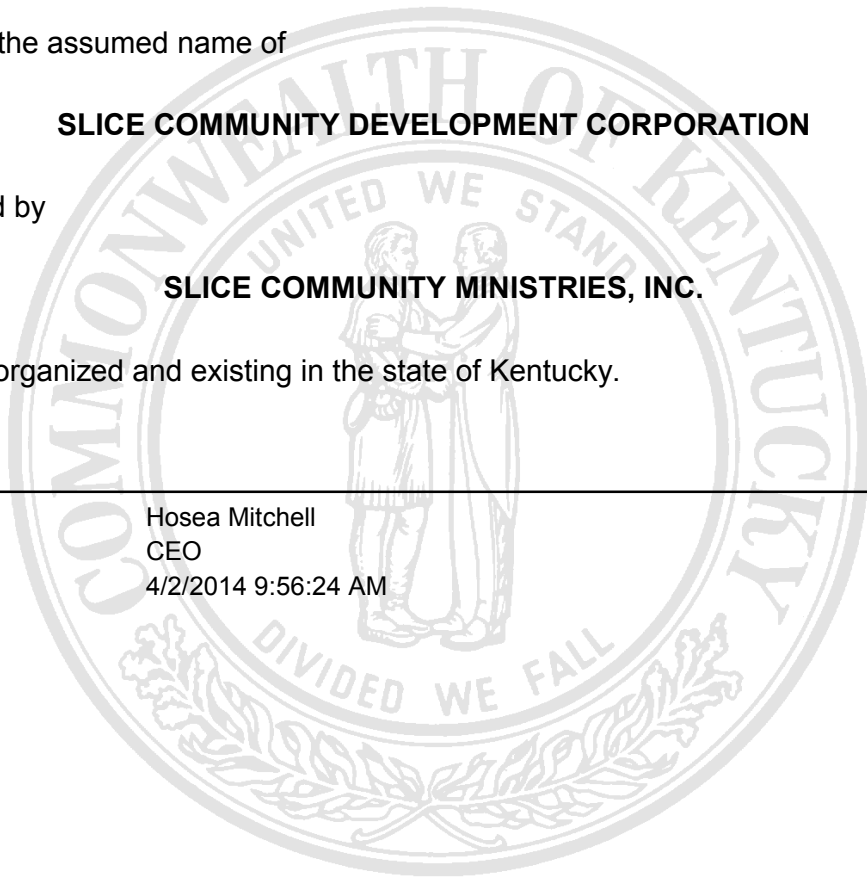 the assumed name of
SLICE COMMUNITY DEVELOPMENT CORPORATION
by
SLICE COMMUNITY MINISTRIES, INC.
organized and existing in the state of Kentucky.
Hosea Mitchell
CEO
4/2/2014 9:56:24 AM
COMMONWEALTH OF KENTUCKY
UNITED WE STAND
DIVIDED WE FALL